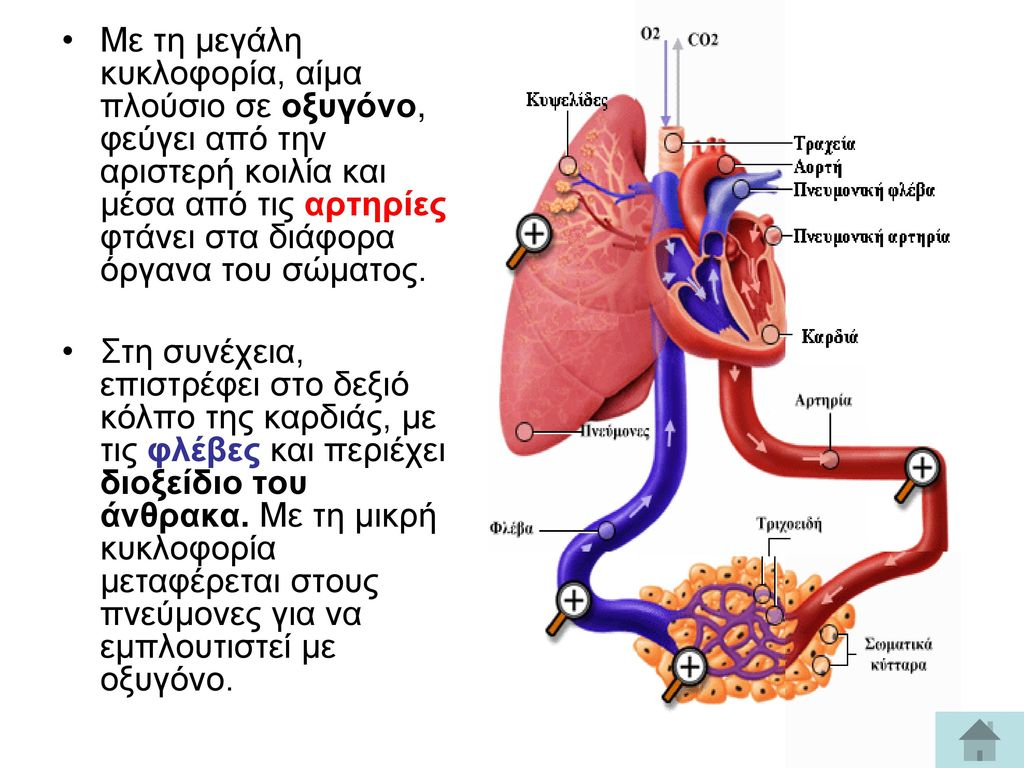 • Με τη μεγάλη
κυκλοφορία, αίμα
πλούσιο σε οξυγόνο,
φεύγει από την
αριστερή κοιλία και
μέσα από τις αρτηρίες
φτάνει στα διάφορα
όργανα του σώματος.
• Στη συνέχεια,
επιστρέφει στο δεξιό
κόλπο της καρδιάς, με
τις φλέβες και περιέχει
διοξείδιο του
άνθρακα. Με τη μικρή
κυκλοφορία
μεταφέρεται στους
πνεύμονες για να
εμπλουτιστεί με
οξυγόνο.
O2
CO2
Κυψελίδες
Τραχεία
Αορτή
Πνευμονική φλέβα
Πνευμονική αρτηρία
Καρδιά
Αρτηρία
Πνεύμονες
Φλέβα
Τριχοειδή
Σωματικά
κύτταρα